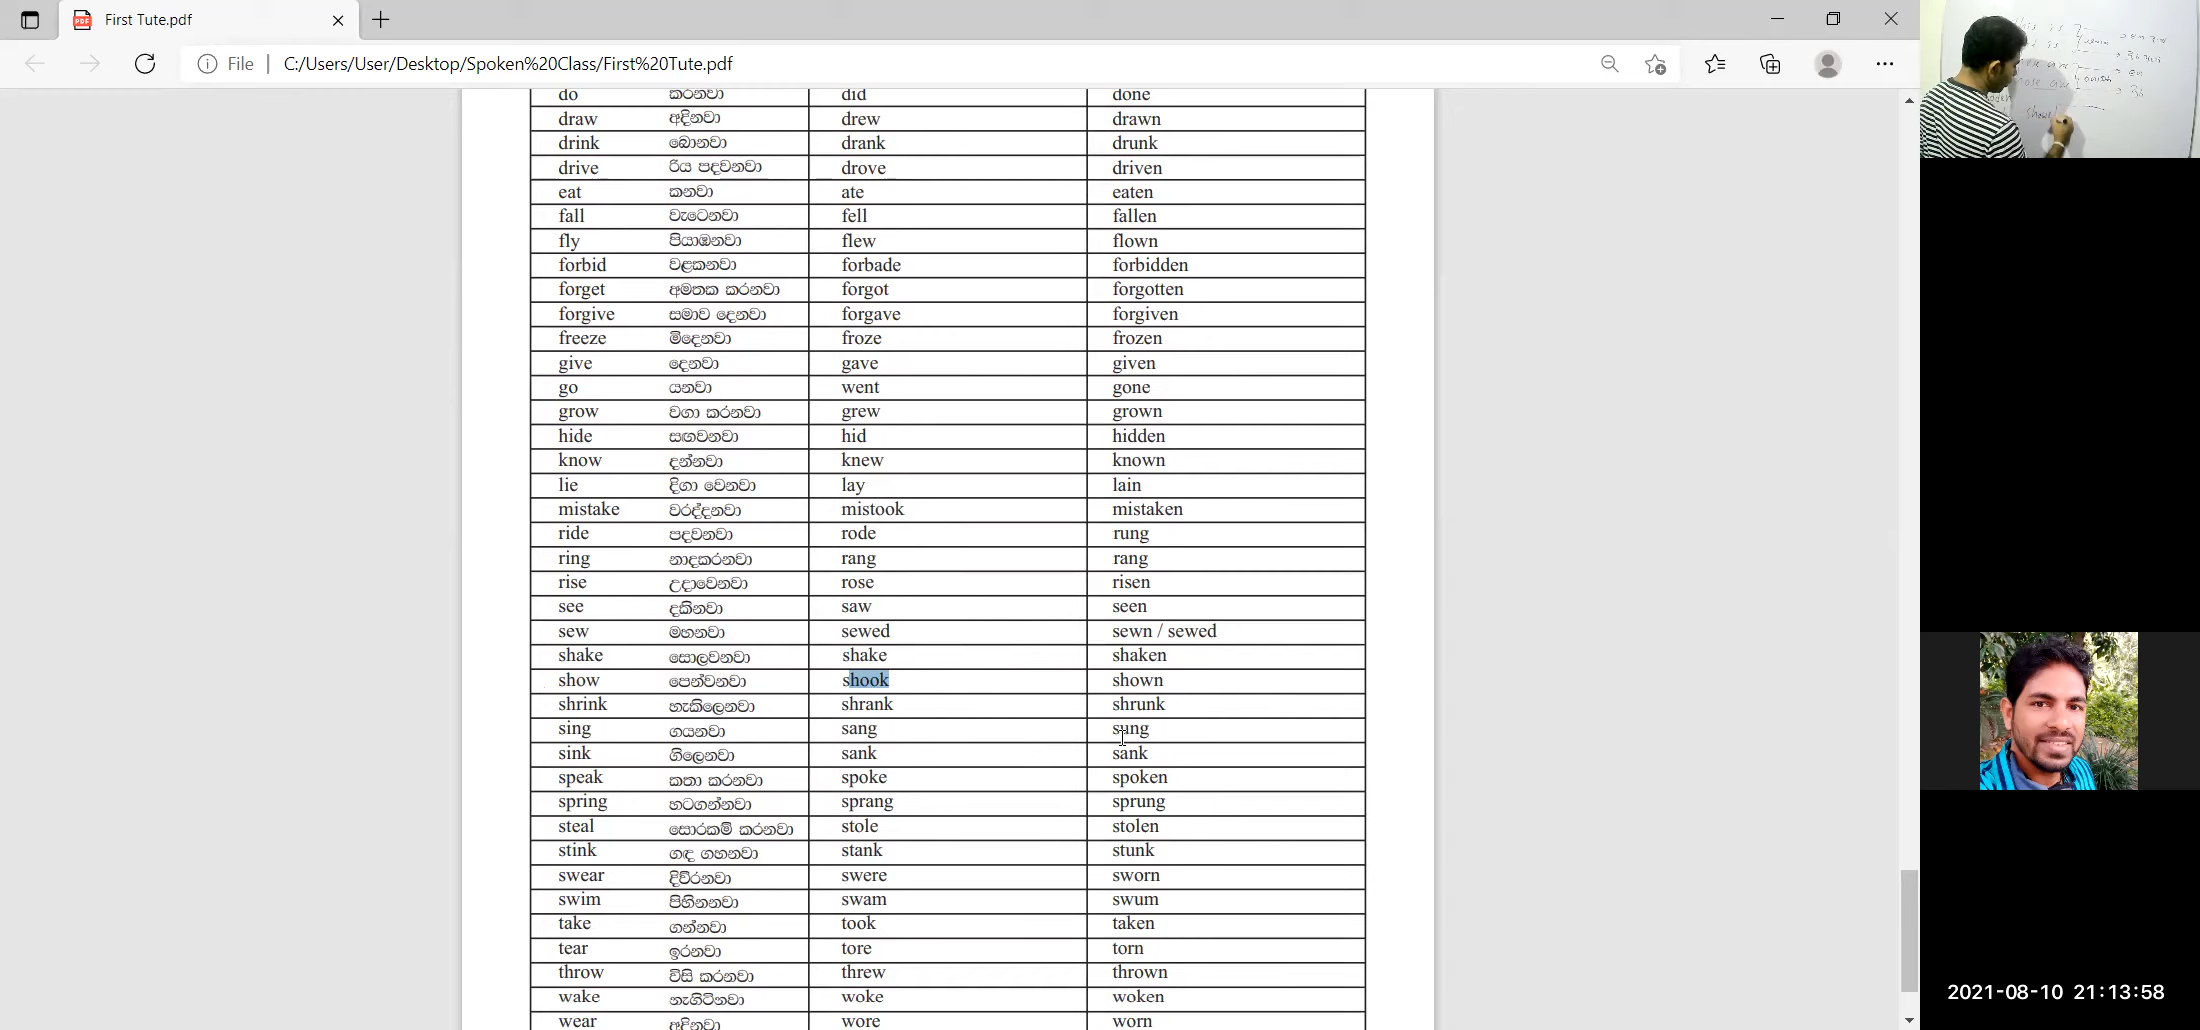 First Tute.pdf
File | C:/Users/User/Desktop/Spoken%20Class/First%20Tute.pdf
do කරනවා did done
draw අදිනවා drew drawn
drink බොනවා drank drunk
drive රිය පදවනවා drove driven
eat කනවා ate eaten
fall වැටෙනවා fell fallen
fly පියාඹනවා flew flown
forbid වළකනවා forbade forbidden
forget අමතක කරනවා forgot forgotten
forgive සමාව දෙනවා forgave forgiven
freeze මිදෙනවා froze frozen
give දෙනවා gave given
go යනවා went gone
grow වගා කරනවා grew grown
hide සඟවනවා hid hidden
know දන්නවා knew known
lie දිගා වෙනවා lay lain
mistake වරද්දනවා mistook mistaken
ride පදවනවා rode rung
ring නාදකරනවා rang rang
rise උදාවෙනවා rose risen
see දකිනවා saw seen
sew මහනවා sewed sewn / sewed
shake සොලවනවා shake shaken
show පෙන්වනවා shook shown
shrink හැකිලෙනවා shrank shrunk
sing ගයනවා sang sung
sink ගිලෙනවා sank sank
speak කතා කරනවා spoke spoken
spring හටගන්නවා sprang sprung
steal සොරකම් කරනවා stole stolen
stink ගඳ ගහනවා stank stunk
swear දිව්රනවා swere sworn
swim පිහිනනවා swam swum
take ගන්නවා took taken
tear ඉරනවා tore torn
throw විසි කරනවා threw thrown
wake නැගිටිනවා woke woken
wear අඳිනවා wore worn
2021-08-10 21:13:58